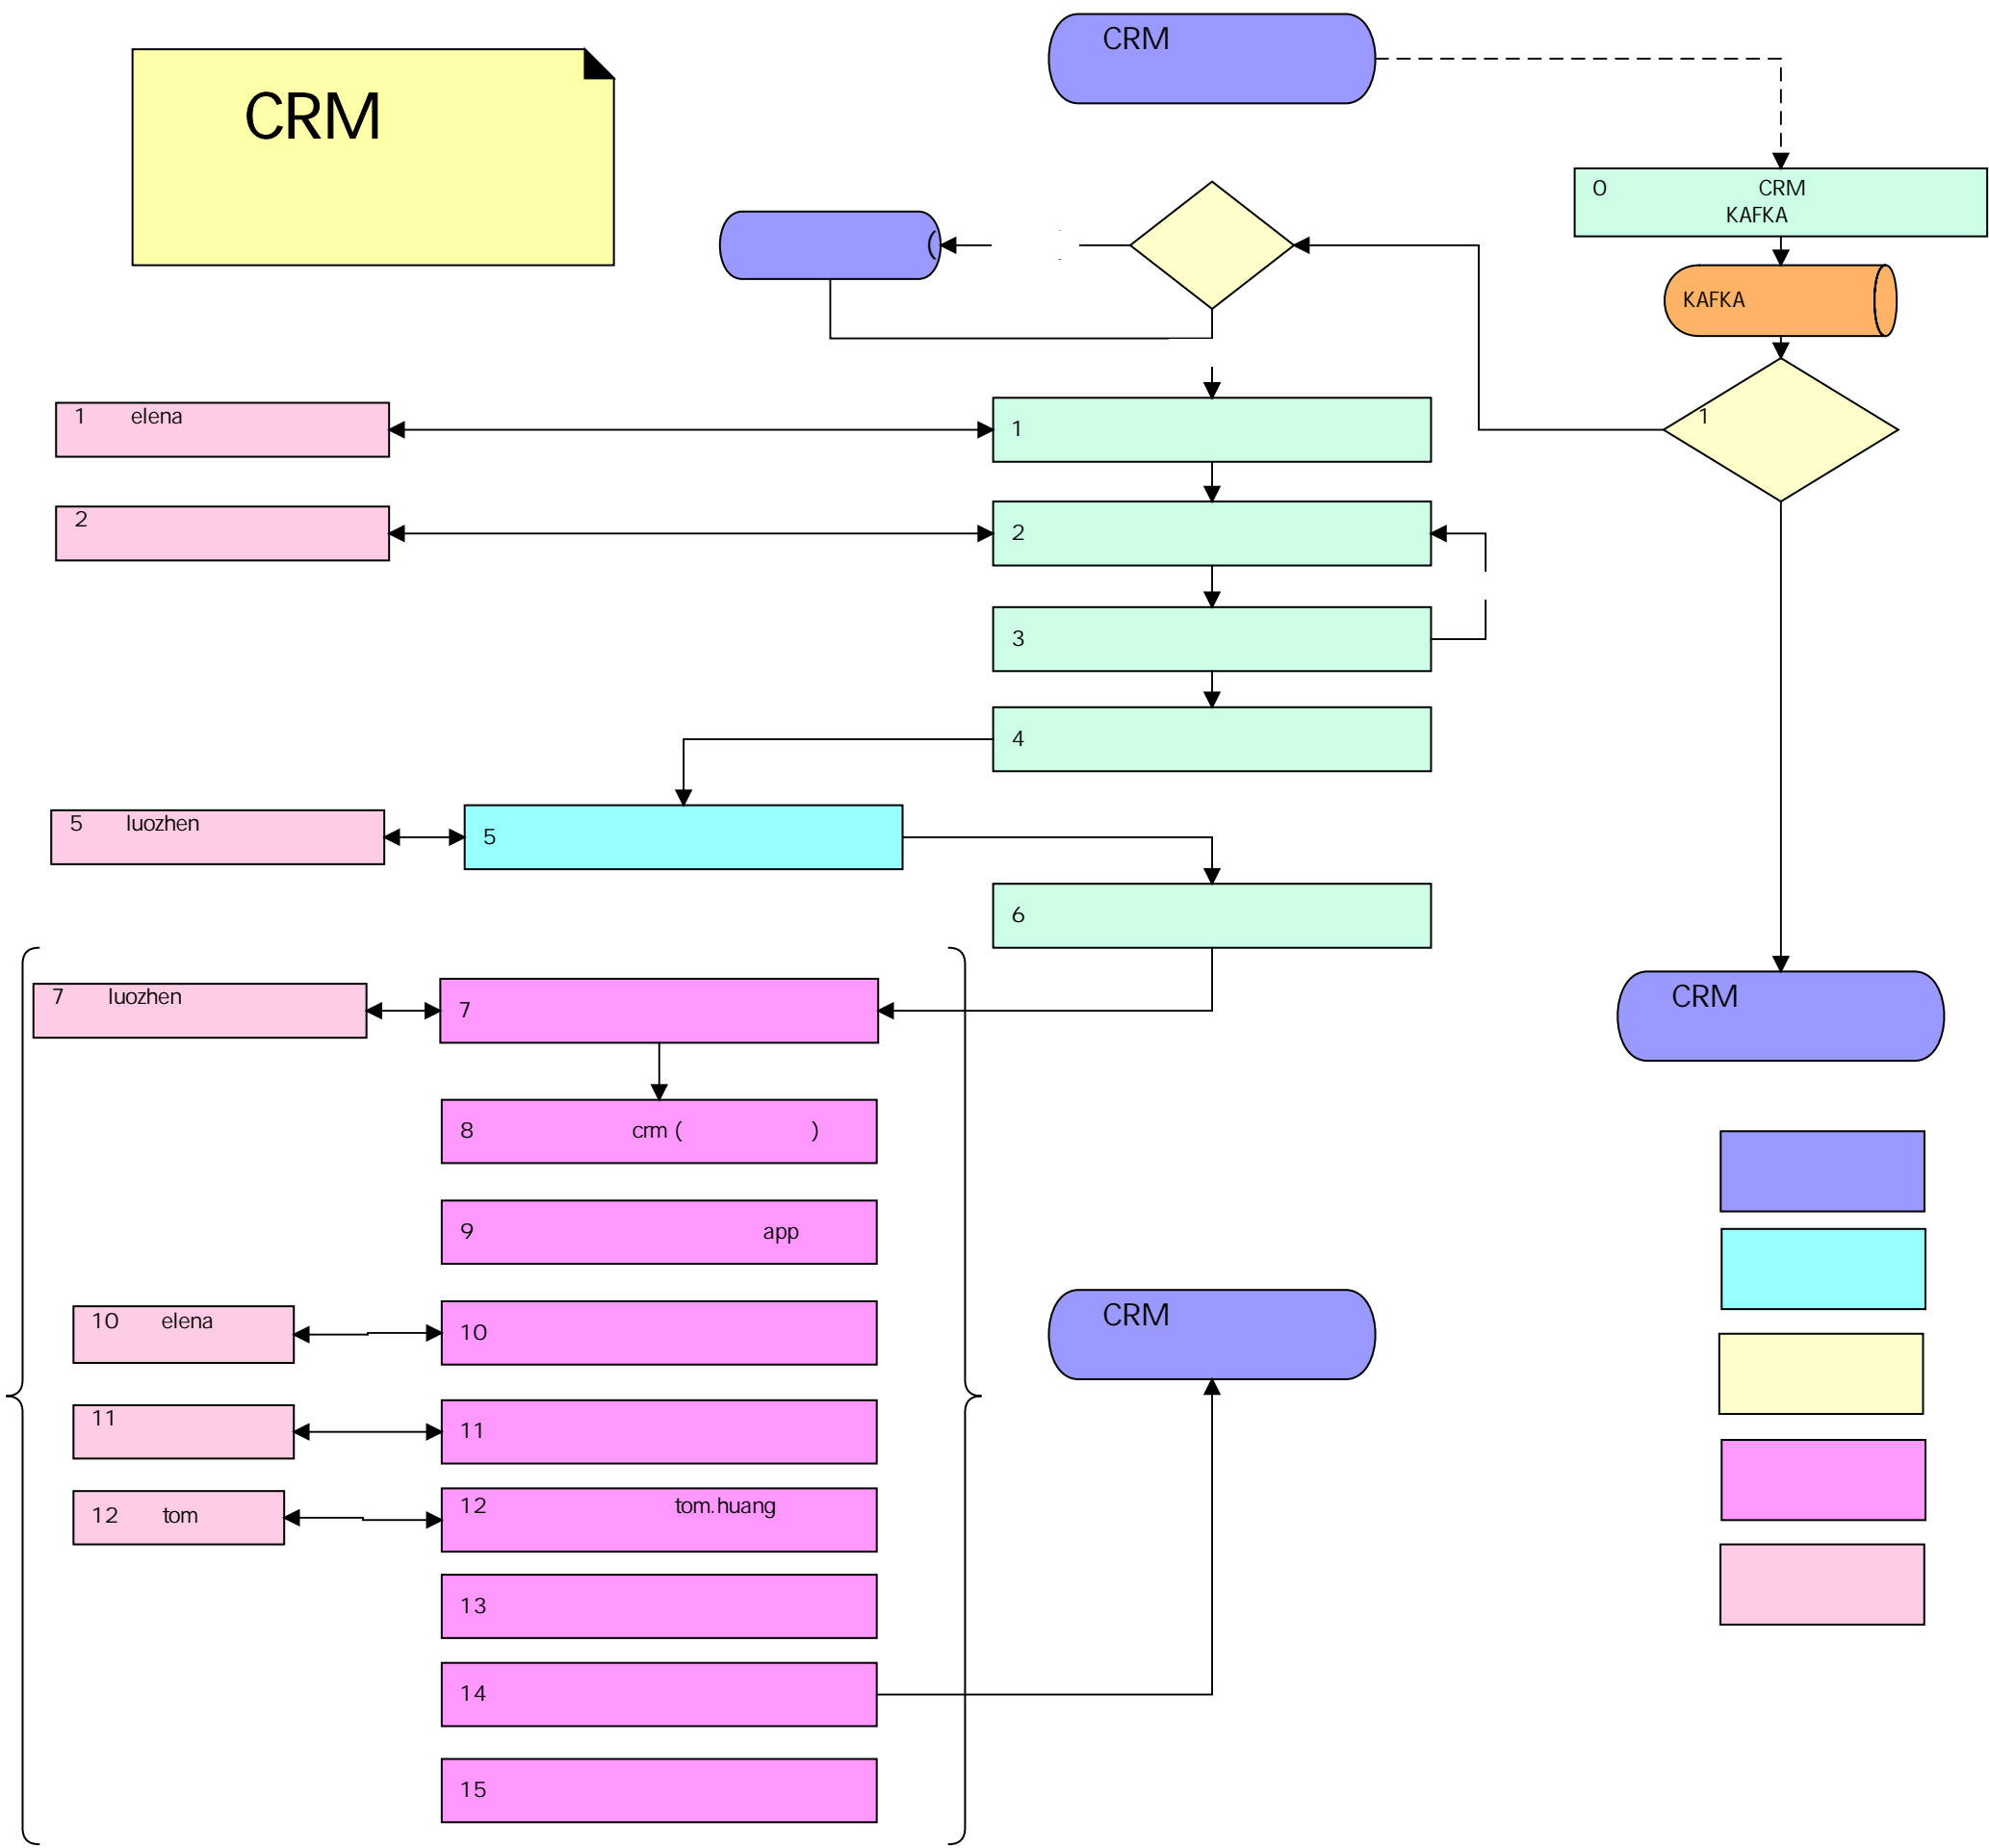 CRM
CRM
0 CRM
KAFKA
(
KAFKA
1
1 elena
1
2
2
3
4
5 luozhen
5
6
7 luozhen
7
CRM
8 crm ( )
9 app
10 elena
10
CRM
11
11
12 tom
12 tom.huang
13
14
15